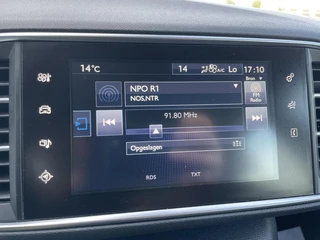 14°C 14 A/C Lo 17:10
NPO R1
NOS,NTR
FM
Radio
91.80 MHz
Opgeslagen
RDS TXT